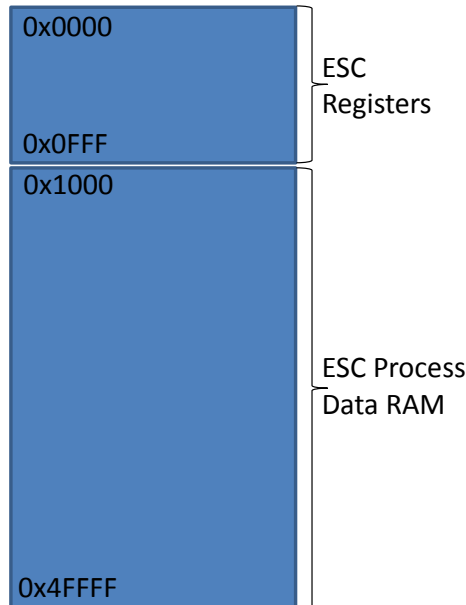 0x0000
ESC
Registers
0x0FFF
0x1000
ESC Process
Data RAM
0x4FFFF